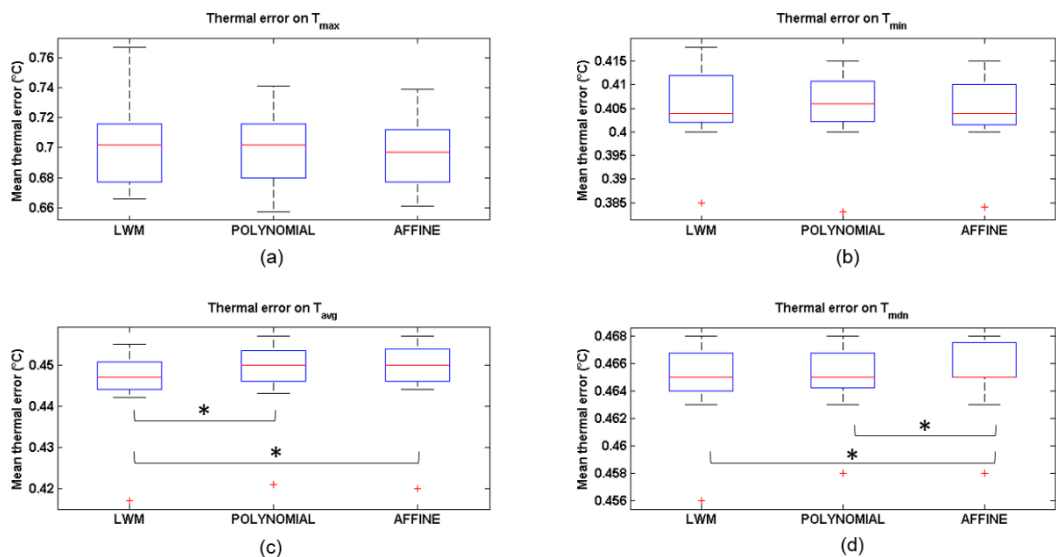 Thermal error on Tmax
Mean thermal error (°C)
0.76
0.74
0.72
0.7
0.68
0.66
LWM POLYNOMIAL AFFINE
(a)
Thermal error on Tmin
Mean thermal error (°C)
0.415
0.41
0.405
0.4
0.395
0.39
0.385
LWM POLYNOMIAL AFFINE
(b)
Thermal error on Tavg
Mean thermal error (°C)
0.45
0.44
0.43
0.42
*
*
LWM POLYNOMIAL AFFINE
(c)
Thermal error on Tmdn
Mean thermal error (°C)
0.468
0.466
0.464
0.462
0.46
0.458
0.456
*
*
LWM POLYNOMIAL AFFINE
(d)